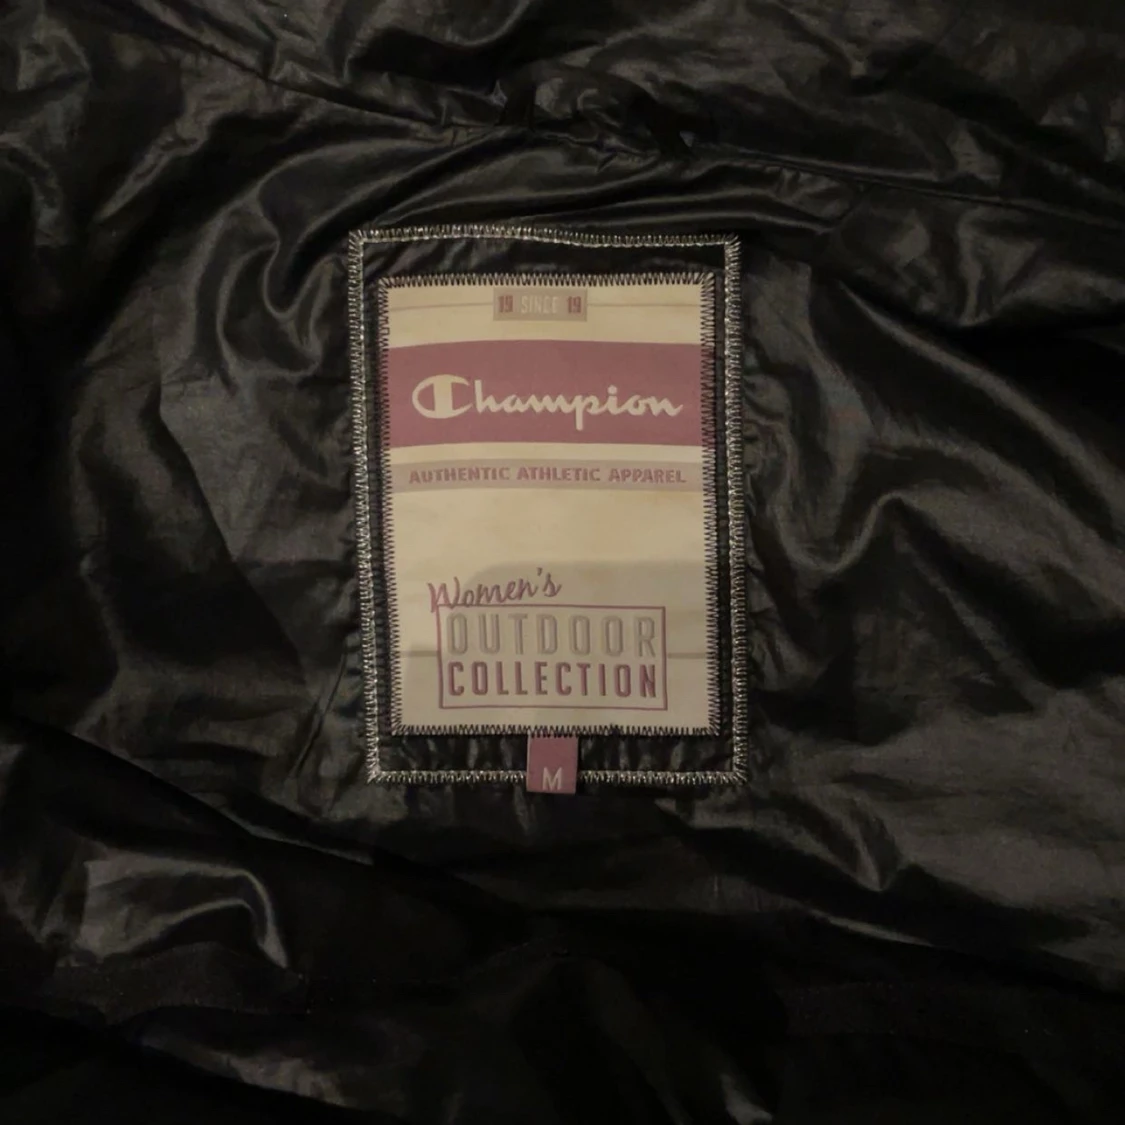 19 SINCE 19
Champion
AUTHENTIC ATHLETIC APPAREL
Women's
OUTDOOR
COLLECTION
M